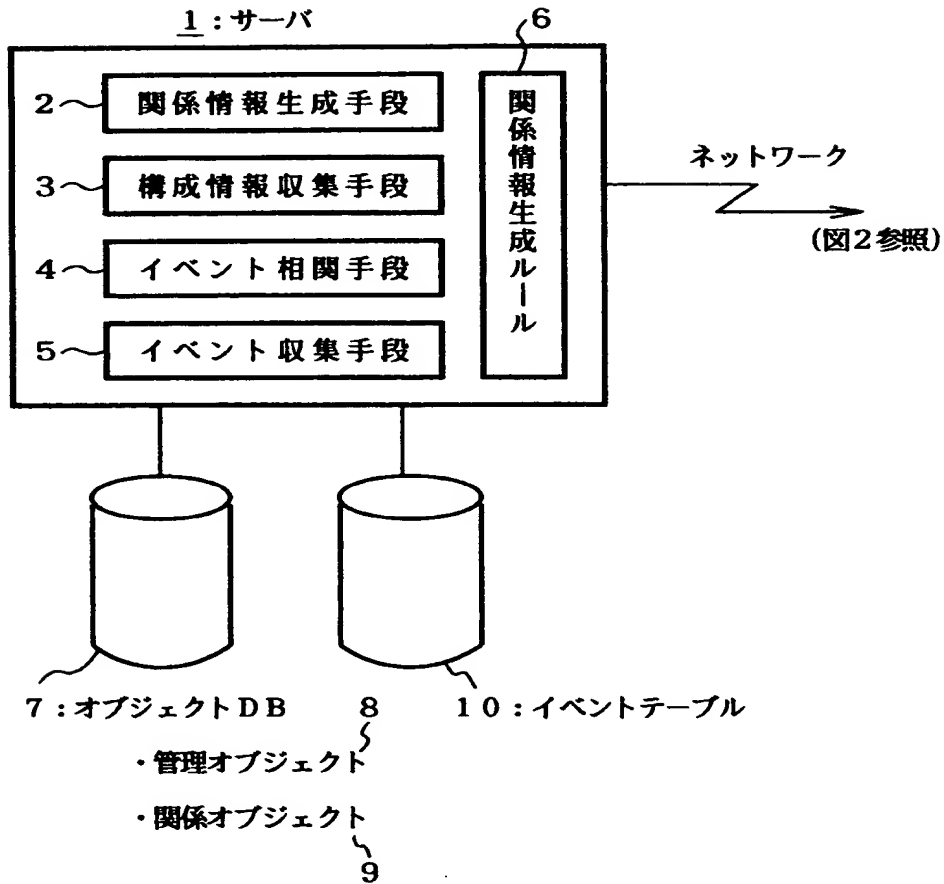 1：サーバ
6
2 関係情報生成手段
3 構成情報収集手段
4 イベント相関手段
5 イベント収集手段
関係情報生成ルール
ネットワーク
(図2参照)
7：オブジェクトDB
8
・管理オブジェクト
・関係オブジェクト
9
10：イベントテーブル